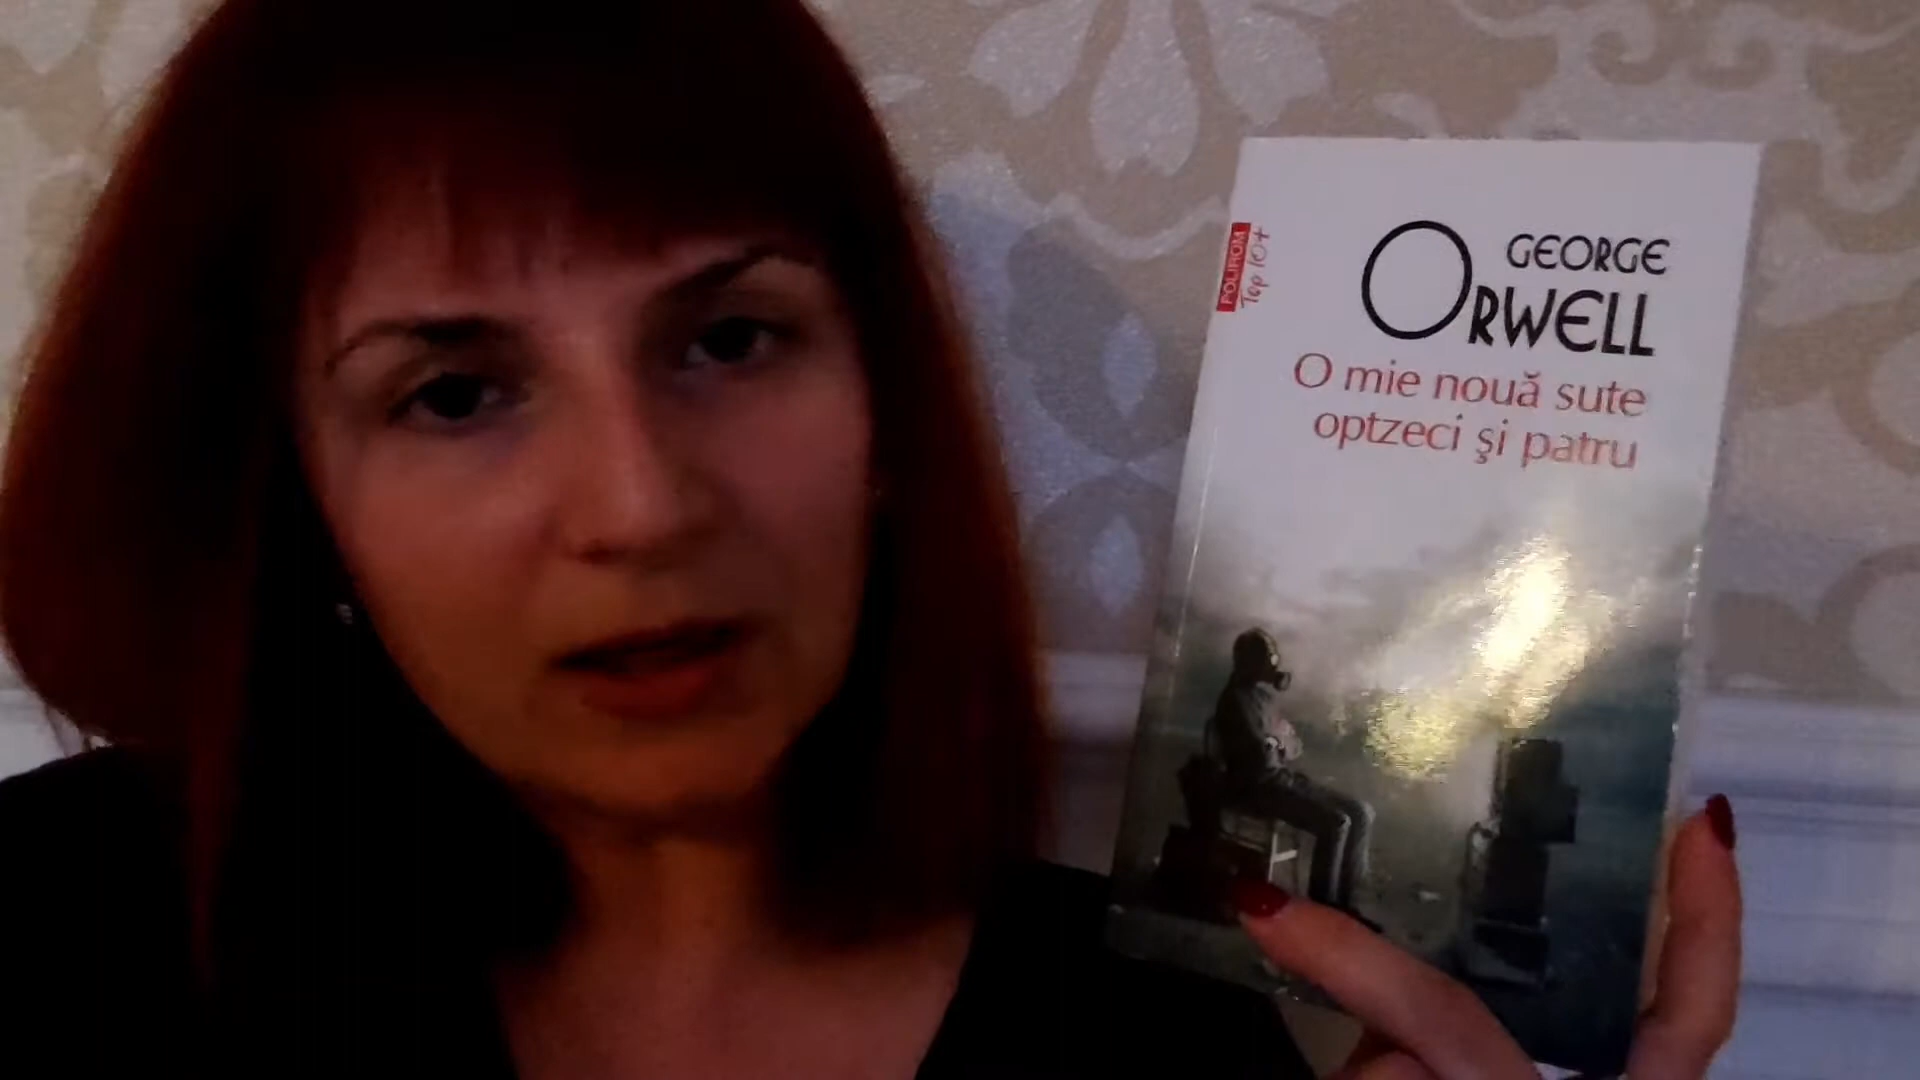 POLIROM
Top 10+
GEORGE
ORWELL
O mie nouă sute
optzeci şi patru